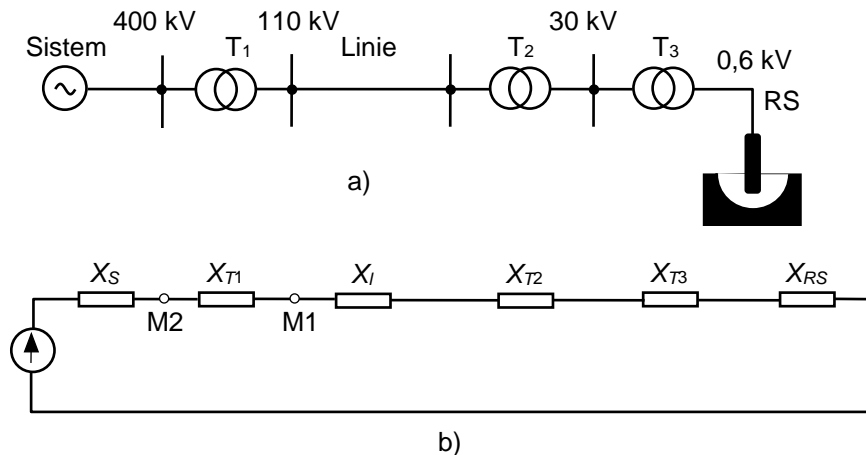 400 kV 110 kV 30 kV
Sistem T1 Linie T2 T3 0,6 kV
RS
a)
XS XT1 Xl XT2 XT3 XRS
M2 M1
b)